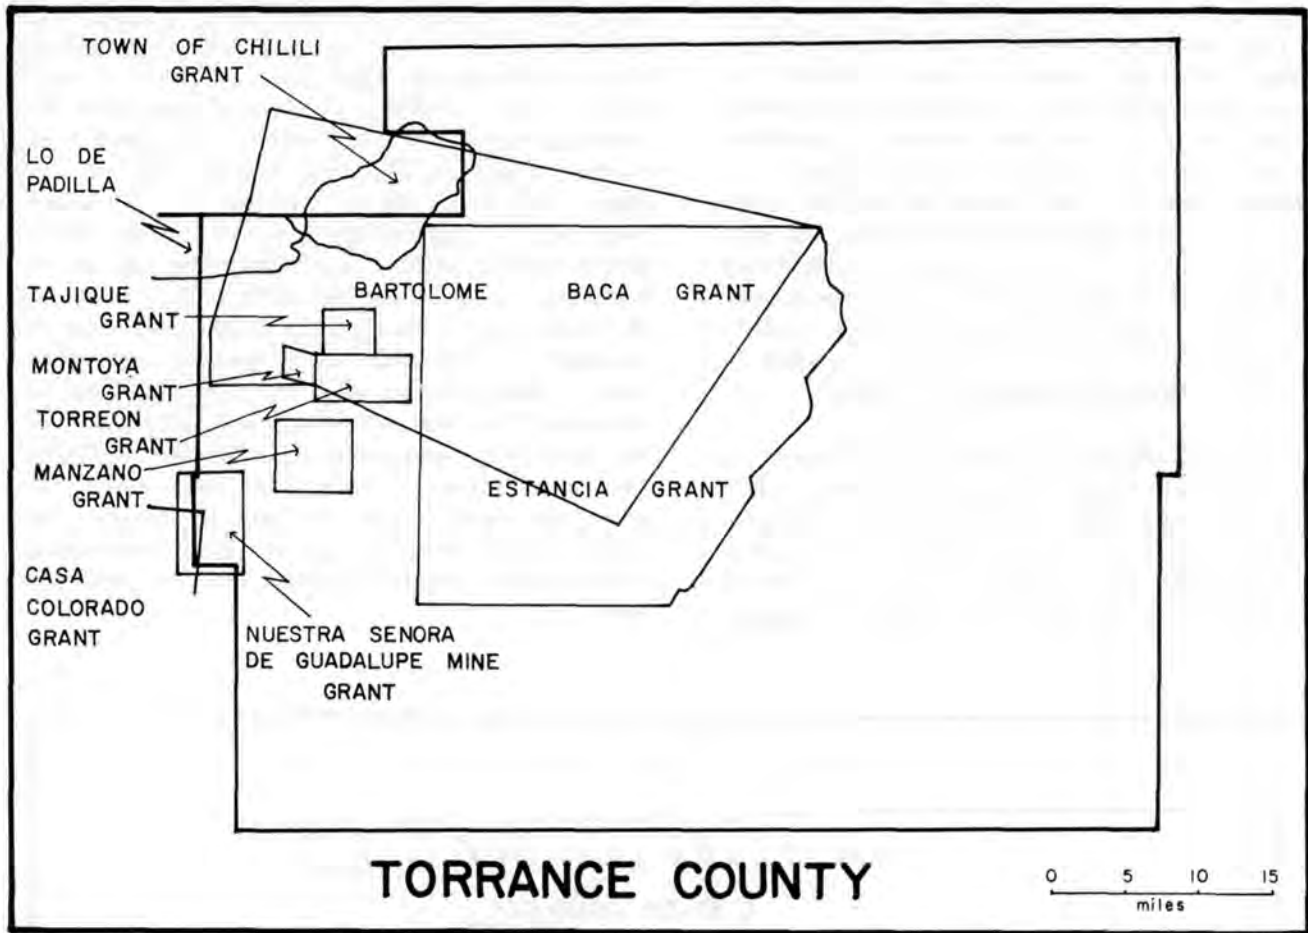 TOWN OF CHILILI
GRANT
LO DE
PADILLA
TAJIQUE
GRANT
BARTOLOME BACA GRANT
MONTOYA
GRANT
TORREON
GRANT
MANZANO
GRANT
ESTANCIA GRANT
CASA
COLORADO
GRANT
NUESTRA SENORA
DE GUADALUPE MINE
GRANT
TORRANCE COUNTY
0 5 10 15
miles